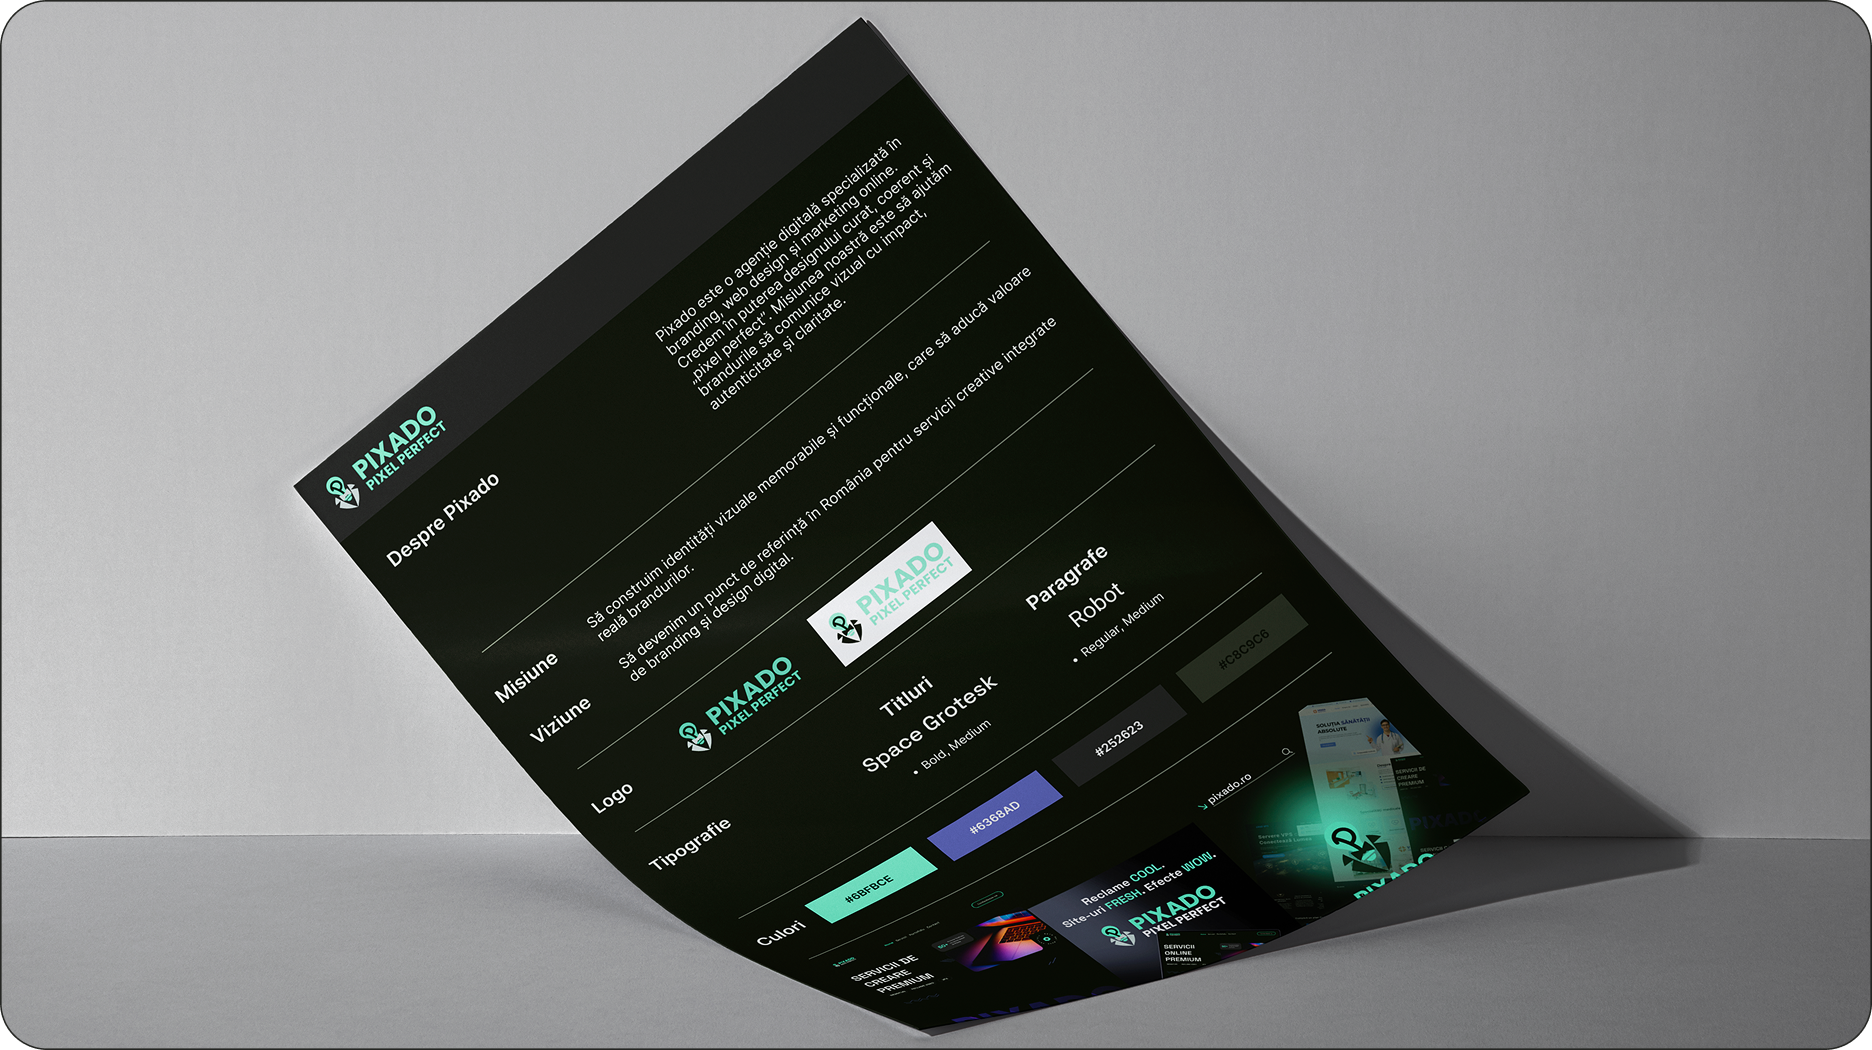 PIXADO
PIXEL PERFECT
Despre Pixado
Pixado este o agenție digitală specializată în
branding, web design și marketing online.
Credem în puterea designului curat, coerent și
„pixel perfect”. Misiunea noastră este să ajutăm
brandurile să comunice vizual cu impact,
autenticitate și claritate.
Misiune
Să construim identități vizuale memorabile și funcționale, care să aducă valoare
reală brandurilor.
Viziune
Să devenim un punct de referință în România pentru servicii creative integrate
de branding și design digital.
Logo
PIXADO
PIXEL PERFECT
PIXADO
PIXEL PERFECT
Tipografie
Titluri
Space Grotesk
• Bold, Medium
Paragrafe
Robot
• Regular, Medium
Culori
#6BFBCE
#6368AD
#252623
#C8C9C6
SERVICII DE
CREARE
PREMIUM
Reclame COOL.
Site-uri FRESH. Efecte WOW.
PIXADO
PIXEL PERFECT
SERVICII
ONLINE
PREMIUM
pixado.ro
SOLUȚIA SĂNĂTĂȚII
ABSOLUTE
SERVICII DE
CREARE
PREMIUM
PIXADO
PIXADO